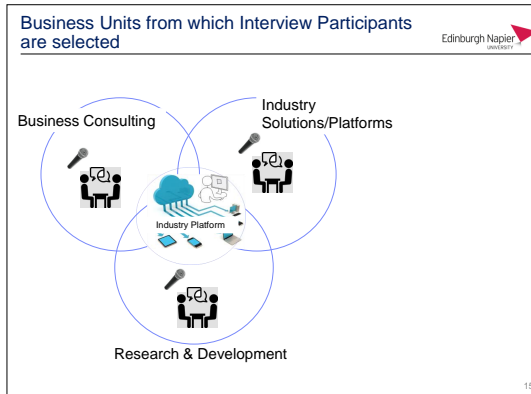 Business Units from which Interview Participants
are selected
Edinburgh Napier
UNIVERSITY
Business Consulting
Industry
Solutions/Platforms
Industry Platform
Research & Development
15